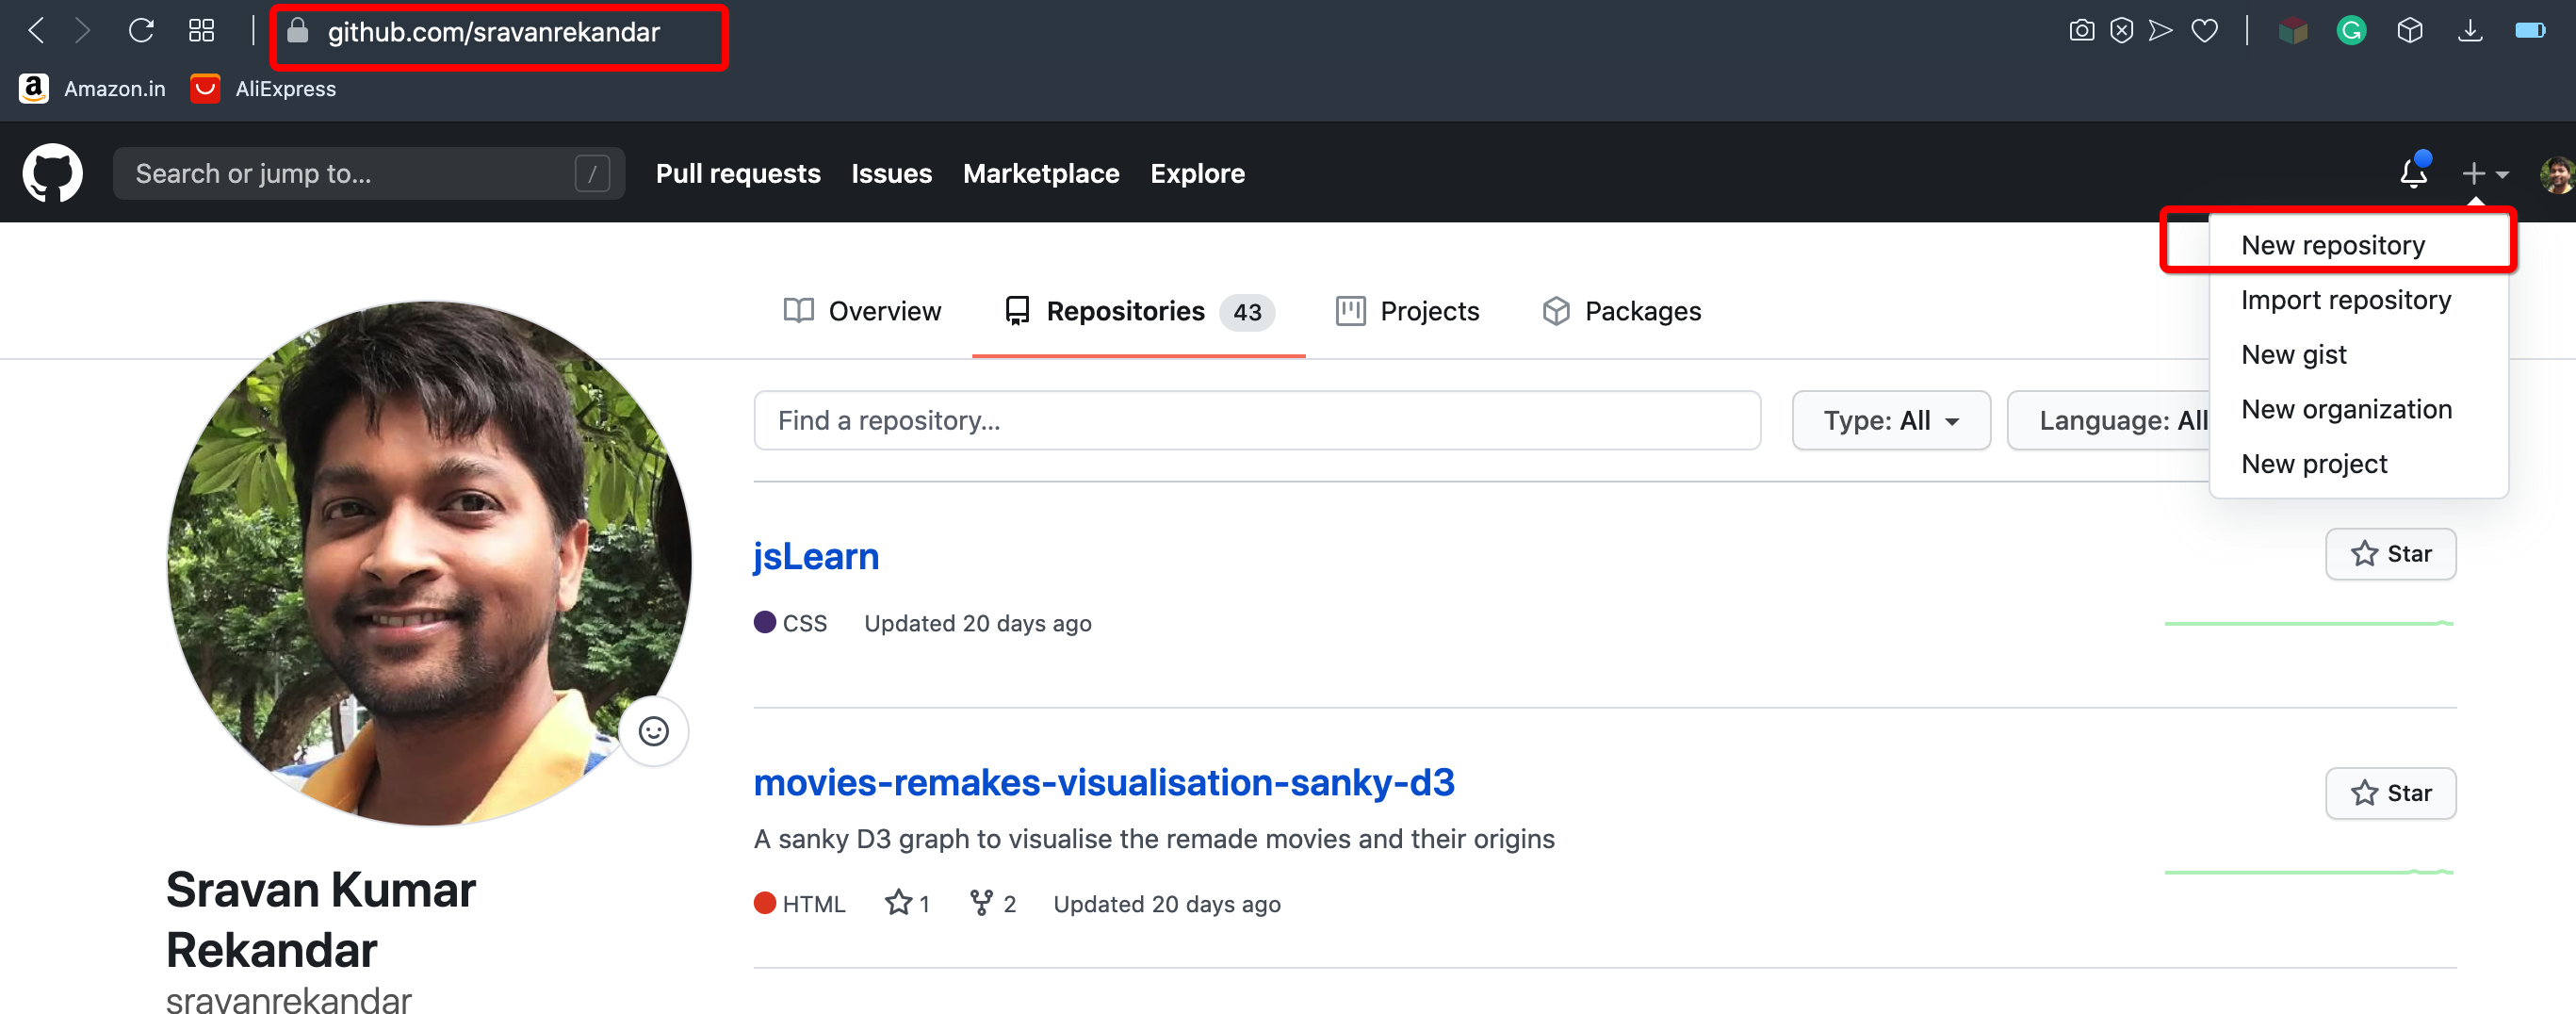 github.com/sravanrekandar
Amazon.in AliExpress
Search or jump to... / Pull requests Issues Marketplace Explore
New repository
Import repository
New gist
New organization
New project
Overview Repositories 43 Projects Packages
Find a repository... Type: All Language: All
jsLearn Star
CSS Updated 20 days ago
movies-remakes-visualisation-sanky-d3 Star
A sanky D3 graph to visualise the remade movies and their origins
HTML 1 2 Updated 20 days ago
Sravan Kumar
Rekandar
sravanrekandar